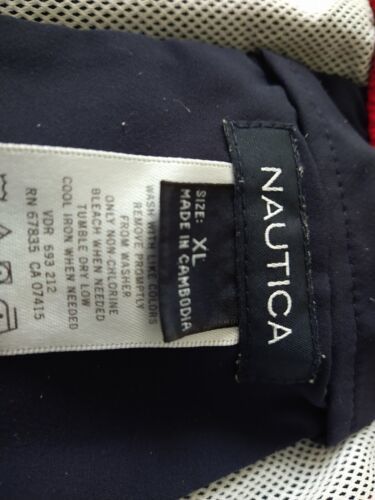 NAUTICA
SIZE: XL
MADE IN CAMBODIA
WASH WITH LIKE COLORS
REMOVE PROMPTLY
FROM WASHER
ONLY NON-CHLORINE
BLEACH WHEN NEEDED
TUMBLE DRY LOW
COOL IRON WHEN NEEDED
VDR 693 212
RN 67835 CA 07415